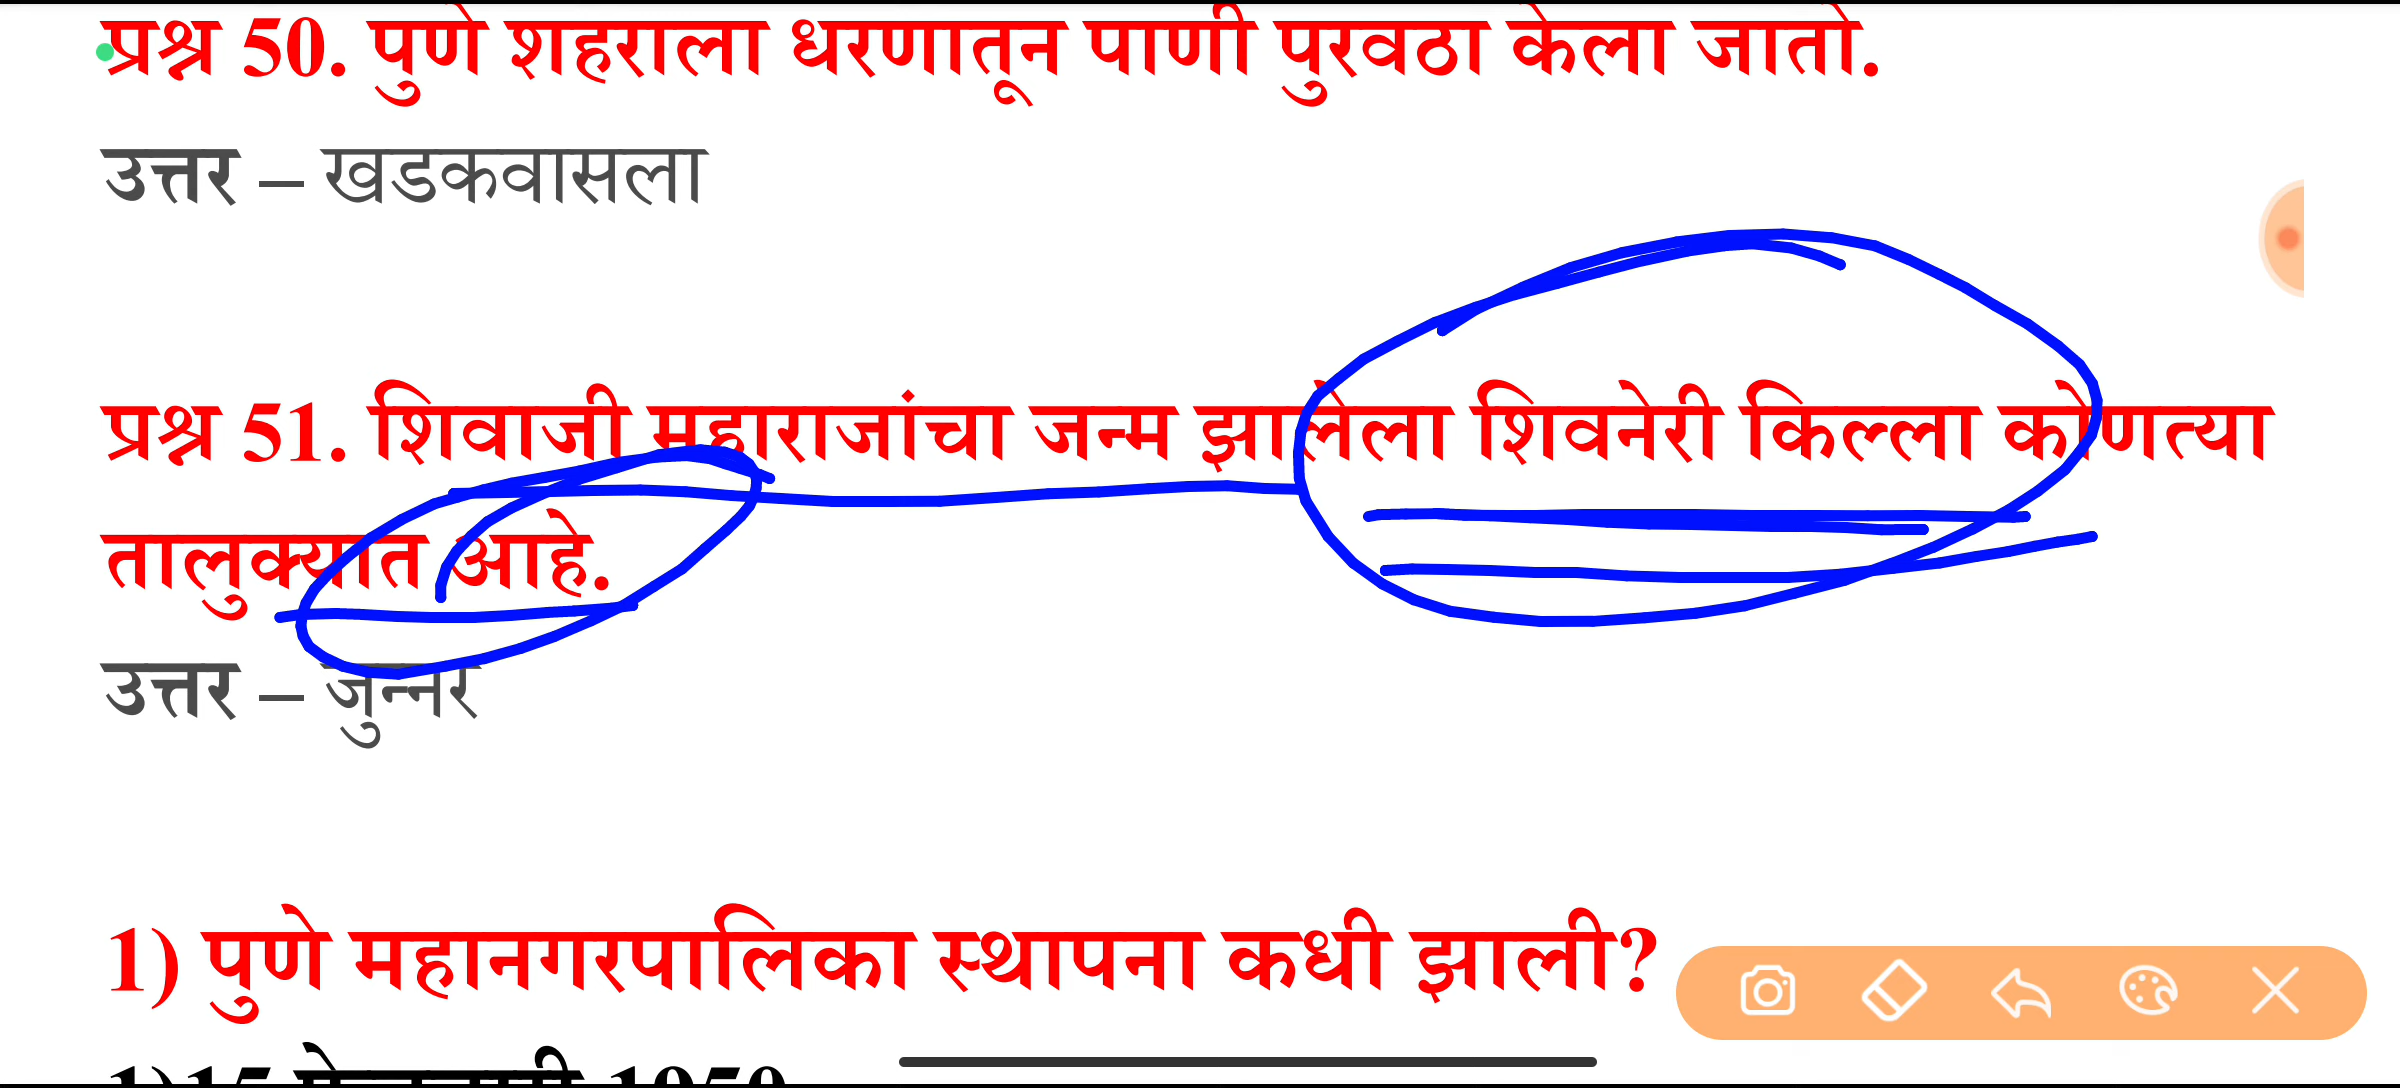 प्रश्न 50. पुणे शहराला धरणातून पाणी पुरवठा केला जातो.
उत्तर – खडकवासला
प्रश्न 51. शिवाजी महाराजांचा जन्म झालेला शिवनेरी किल्ला कोणत्या
तालुक्यात आहे.
उत्तर – जुन्नर
1) पुणे महानगरपालिका स्थापना कधी झाली?